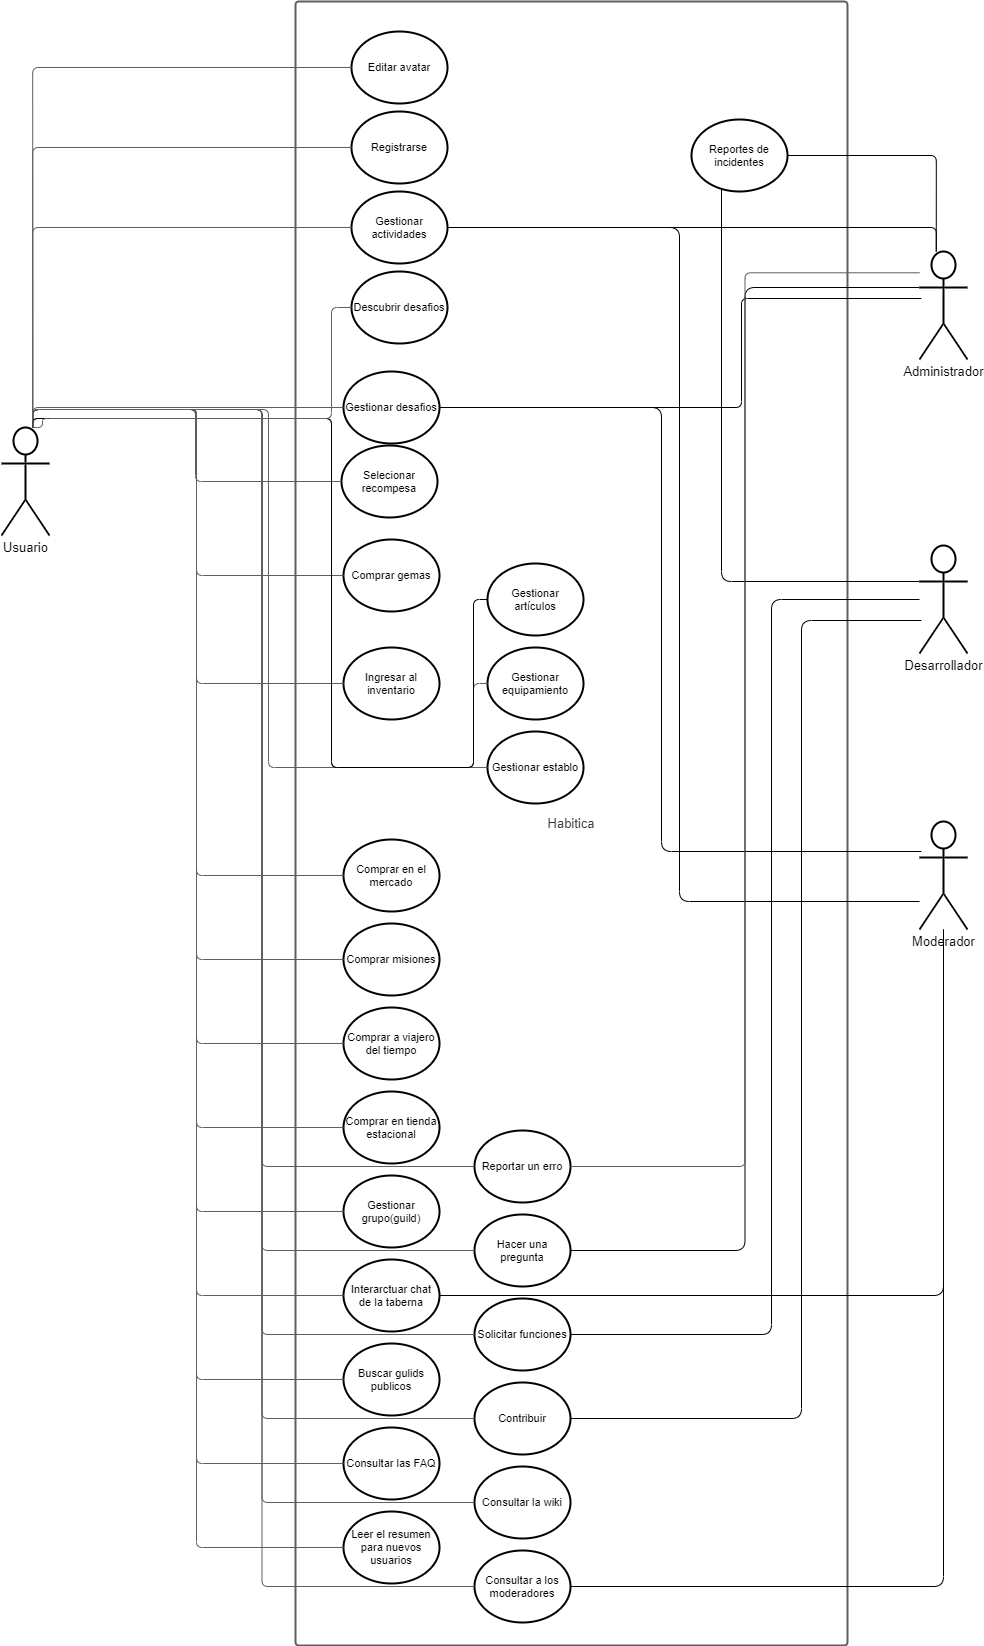 Editar avatar
Registrarse
Reportes de
incidentes
Gestionar
actividades
Descubrir desafios
Administrador
Gestionar desafios
Selecionar
recompesa
Usuario
Comprar gemas
Gestionar
artículos
Desarrollador
Ingresar al
inventario
Gestionar
equipamiento
Gestionar establo
Habitica
Comprar en el
mercado
Moderador
Comprar misiones
Comprar a viajero
del tiempo
Comprar en tienda
estacional
Reportar un erro
Gestionar
grupo(guild)
Hacer una
pregunta
Interarctuar chat
de la taberna
Solicitar funciones
Buscar gulids
publicos
Contribuir
Consultar las FAQ
Consultar la wiki
Leer el resumen
para nuevos
usuarios
Consultar a los
moderadores